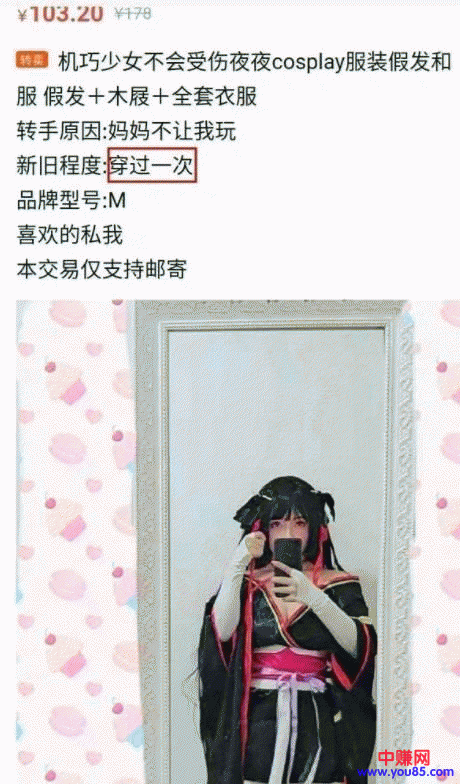 ¥103.20 ¥178
转卖 机巧少女不会受伤夜夜cosplay服装假发和
服 假发＋木屐＋全套衣服
转手原因:妈妈不让我玩
新旧程度:穿过一次
品牌型号:M
喜欢的私我
本交易仅支持邮寄
中赚网
www.you85.com